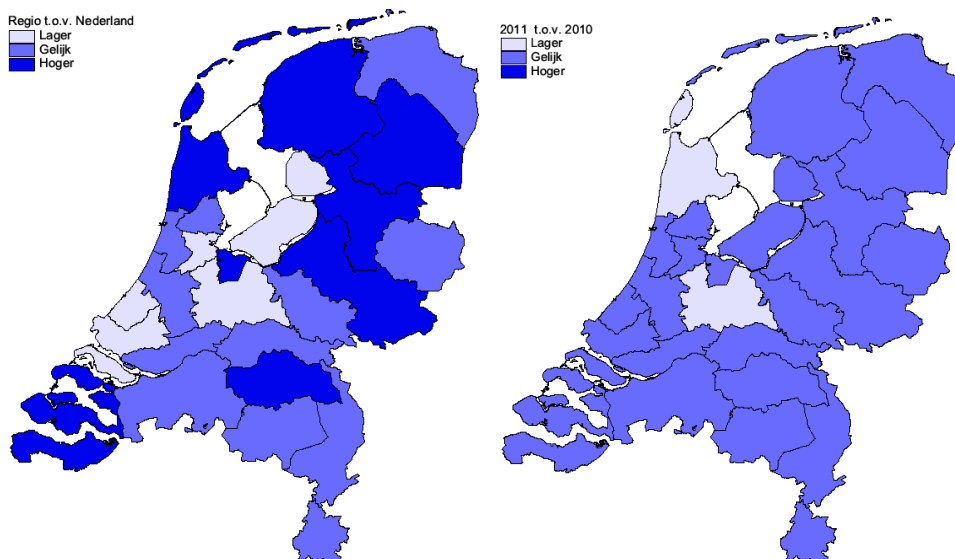 Regio t.o.v. Nederland
Lager
Gelijk
Hoger
2011 t.o.v. 2010
Lager
Gelijk
Hoger